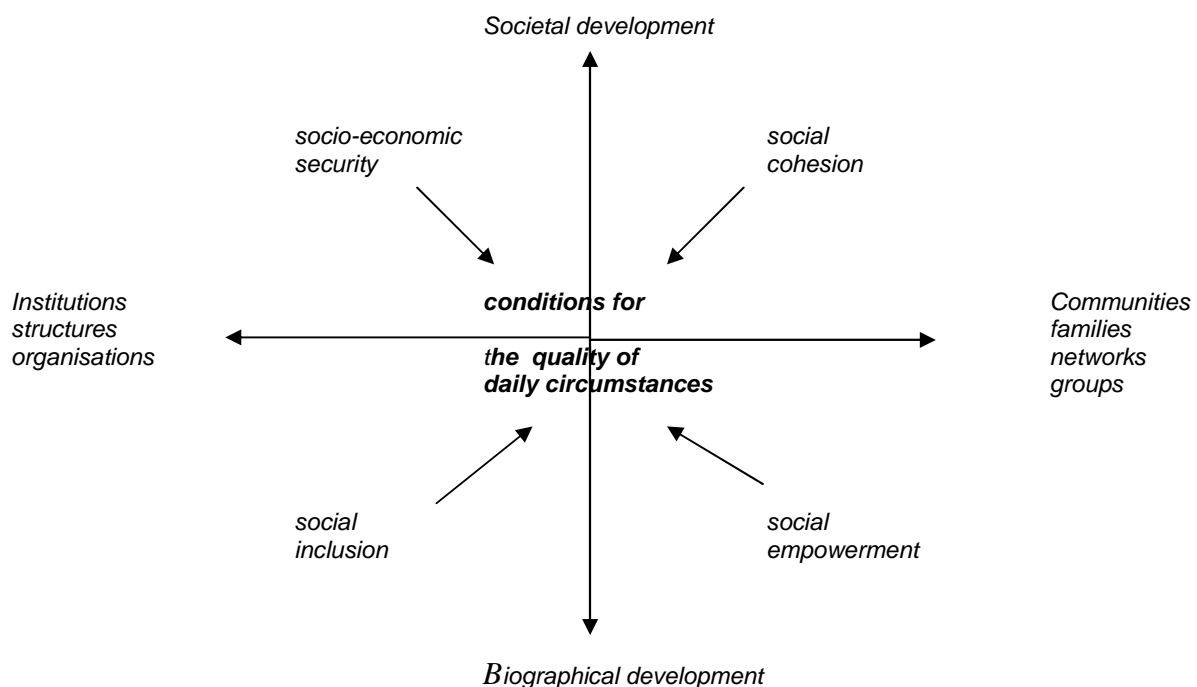 Societal development
socio-economic
security
social
cohesion
Institutions
structures
organisations
conditions for
the quality of
daily circumstances
Communities
families
networks
groups
social
inclusion
social
empowerment
Biographical development